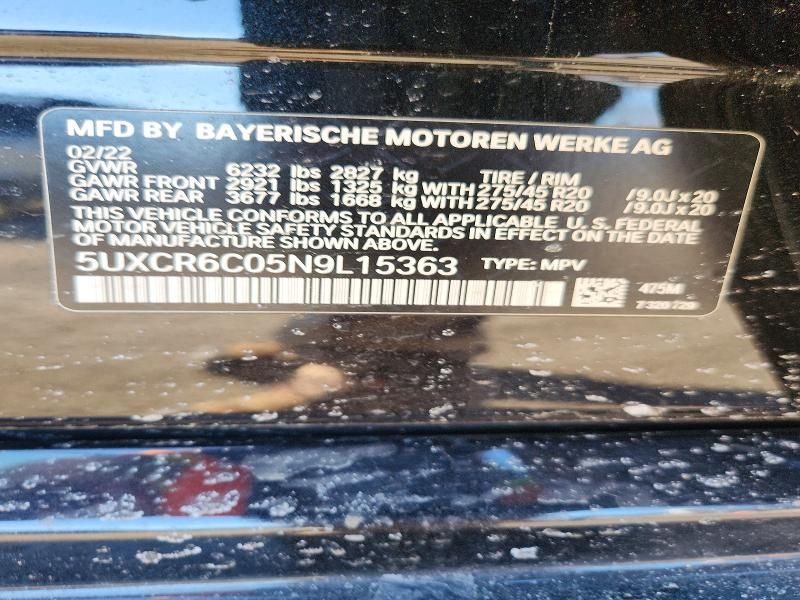 MFD BY BAYERISCHE MOTOREN WERKE AG
02/22
GVWR 6232 lbs 2827 kg TIRE / RIM
GAWR FRONT 2921 lbs 1325 kg WITH 275/45 R20 /9.0J x 20
GAWR REAR 3677 lbs 1668 kg WITH 275/45 R20 /9.0J x 20
THIS VEHICLE CONFORMS TO ALL APPLICABLE U. S. FEDERAL
MOTOR VEHICLE SAFETY STANDARDS IN EFFECT ON THE DATE
OF MANUFACTURE SHOWN ABOVE.
5UXCR6C05N9L15363 TYPE: MPV
475M
7320729